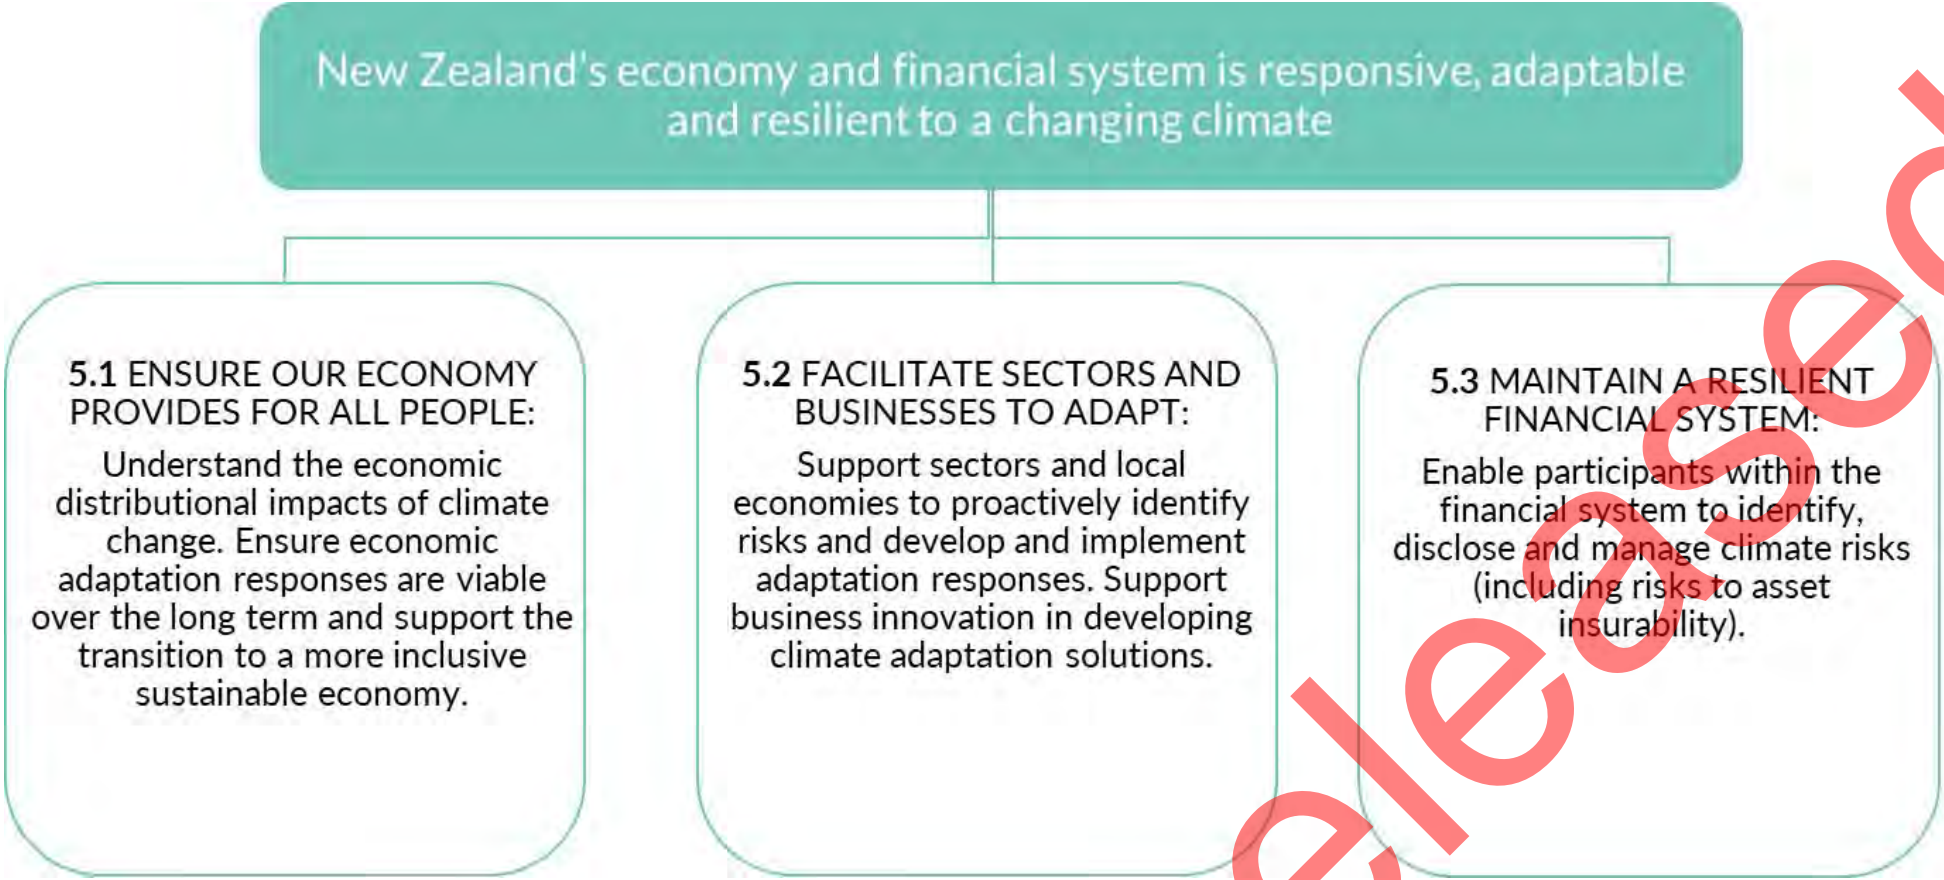 New Zealand's economy and financial system is responsive, adaptable
and resilient to a changing climate
5.1 ENSURE OUR ECONOMY
PROVIDES FOR ALL PEOPLE:
Understand the economic
distributional impacts of climate
change. Ensure economic
adaptation responses are viable
over the long term and support the
transition to a more inclusive
sustainable economy.
5.2 FACILITATE SECTORS AND
BUSINESSES TO ADAPT:
Support sectors and local
economies to proactively identify
risks and develop and implement
adaptation responses. Support
business innovation in developing
climate adaptation solutions.
5.3 MAINTAIN A RESILIENT
FINANCIAL SYSTEM:
Enable participants within the
financial system to identify,
disclose and manage climate risks
(including risks to asset
insurability).
eleased